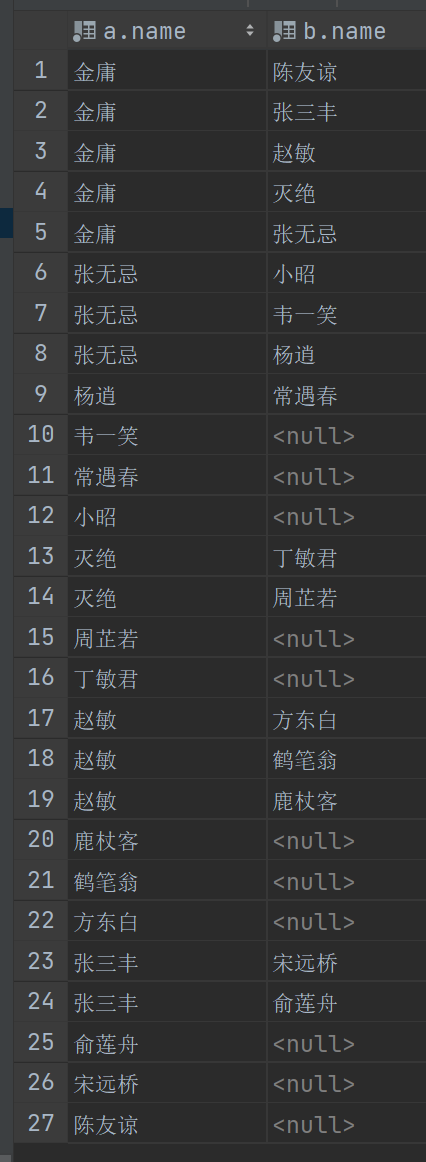 a.name b.name
1 金庸 陈友谅
2 金庸 张三丰
3 金庸 赵敏
4 金庸 灭绝
5 金庸 张无忌
6 张无忌 小昭
7 张无忌 韦一笑
8 张无忌 杨逍
9 杨逍 常遇春
10 韦一笑 <null>
11 常遇春 <null>
12 小昭 <null>
13 灭绝 丁敏君
14 灭绝 周芷若
15 周芷若 <null>
16 丁敏君 <null>
17 赵敏 方东白
18 赵敏 鹤笔翁
19 赵敏 鹿杖客
20 鹿杖客 <null>
21 鹤笔翁 <null>
22 方东白 <null>
23 张三丰 宋远桥
24 张三丰 俞莲舟
25 俞莲舟 <null>
26 宋远桥 <null>
27 陈友谅 <null>